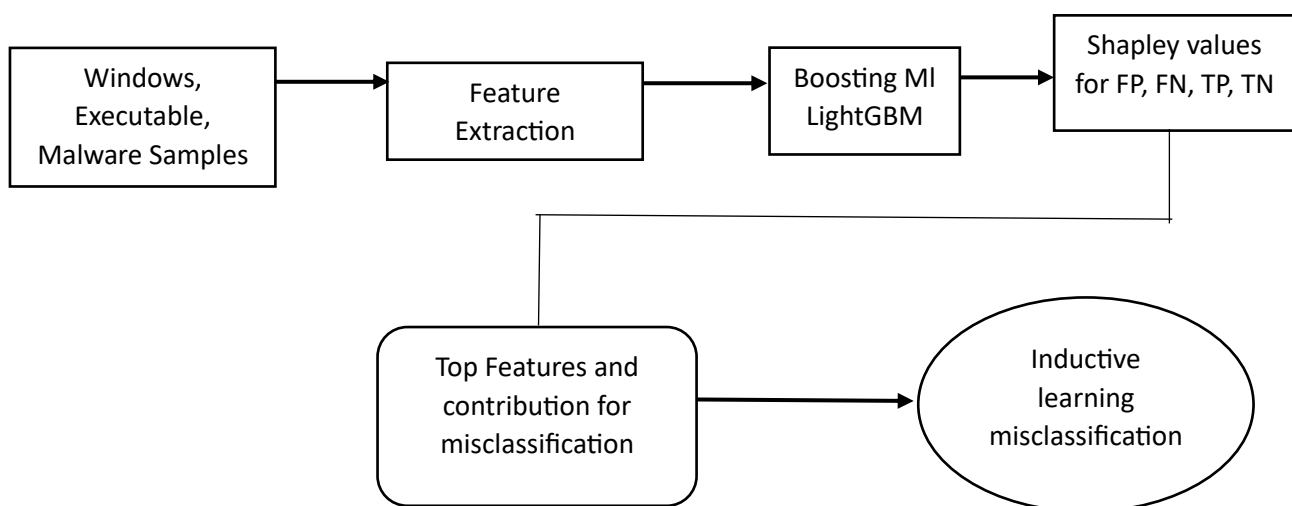 Windows,
Executable,
Malware Samples
Feature
Extraction
Boosting Ml
LightGBM
Shapley values
for FP, FN, TP, TN
Top Features and
contribution for
misclassification
Inductive
learning
misclassification